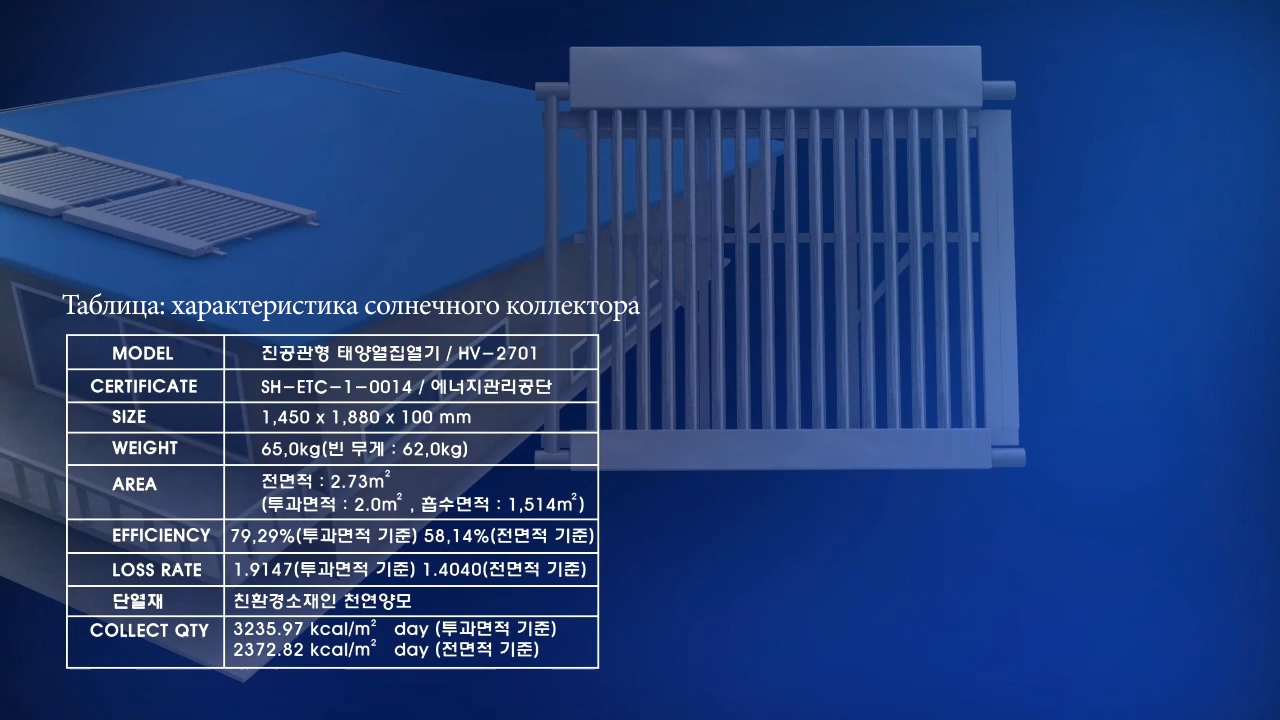 Таблица: характеристика солнечного коллектора
MODEL 진공관형 태양열집열기 / HV-2701
CERTIFICATE SH-ETC-1-0014 / 에너지관리공단
SIZE 1,450 x 1,880 x 100 mm
WEIGHT 65,0kg(빈 무게 : 62,0kg)
AREA 전면적 : 2.73m²
(투과면적 : 2.0m² , 흡수면적 : 1,514m²)
EFFICIENCY 79,29%(투과면적 기준) 58,14%(전면적 기준)
LOSS RATE 1.9147(투과면적 기준) 1.4040(전면적 기준)
단열재 친환경소재인 천연양모
COLLECT QTY 3235.97 kcal/m² day (투과면적 기준)
2372.82 kcal/m² day (전면적 기준)